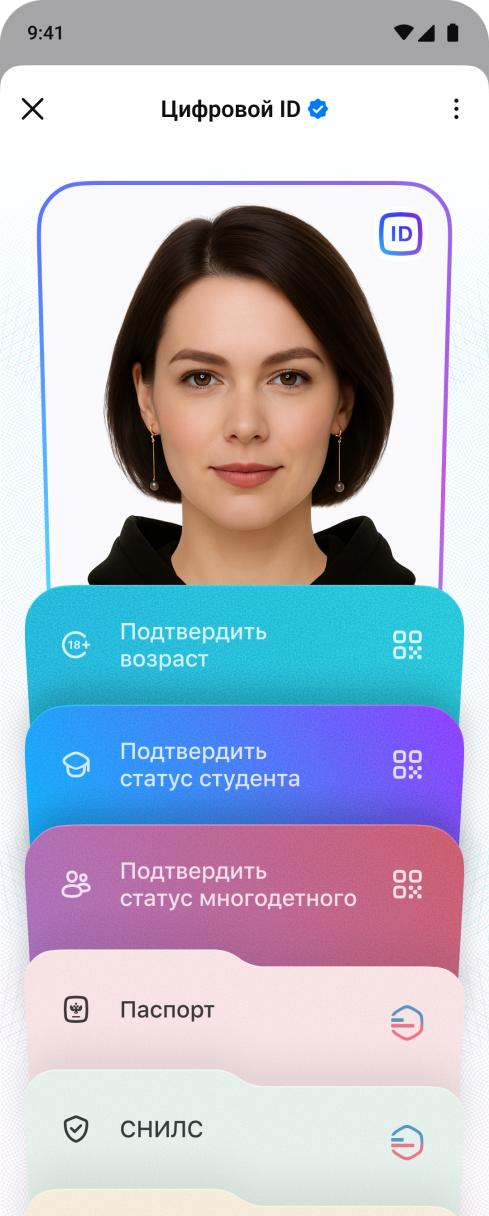 9:41
Цифровой ID
ID
18+
Подтвердить
возраст
Подтвердить
статус студента
Подтвердить
статус многодетного
Паспорт
СНИЛС